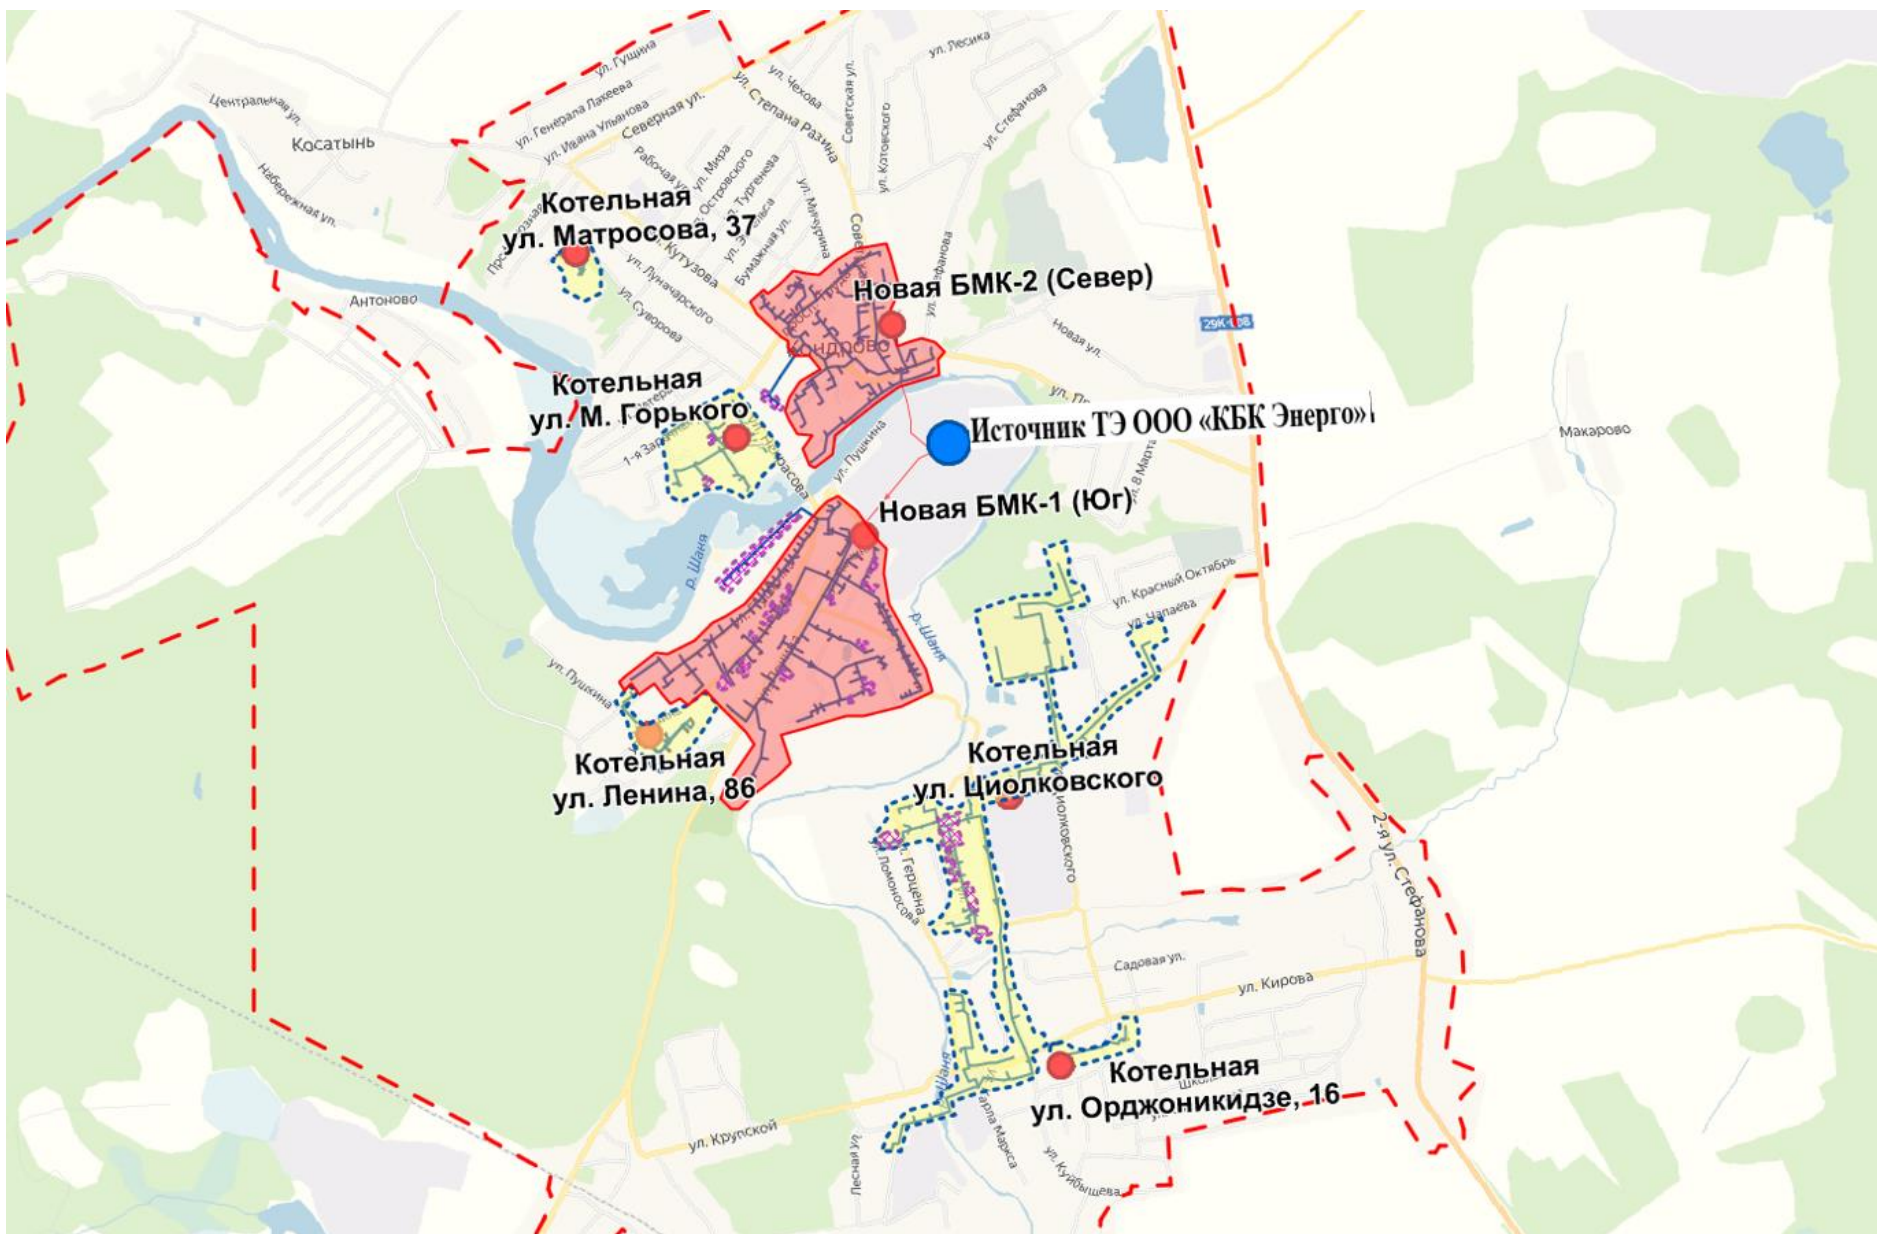 ул. Гущина
ул. Лесика
ул. Чехова
Советская ул.
ул. Степана Разина
ул. Генерала Лахеева
Центральная ул.
ул. Ивана Ульянова
Северная ул.
ул. Котовского
ул. Стефанова
Косатынь
Рабочая ул.
ул. Мира
Островского
ул. Тургенева
ул. Мичурина
Набережная ул.
Котельная
ул. Матросова, 37
Бумажная ул.
Кутузова
ул. Луначарского
Новая БМК-2 (Север)
Антоново
ул. Суворова
29К-
Новая ул.
Кондрово
Котельная
ул. М. Горького
Источник ТЭ ООО «КБК Энерго»
Макарово
ул. Пушкина
ул. 8 Марта
Новая БМК-1 (Юг)
р. Шаня
ул. Красный Октябрь
ул. Чапаева
р. Шаня
ул. Пушкина
Котельная
ул. Ленина, 86
Котельная
ул. Циолковского
Циолковского
2-я ул. Стефанова
ул. Ломоносова
Герцена
Садовая ул.
ул. Кирова
Шаня
Котельная
ул. Орджоникидзе, 16
ул. Крупской
Карла Маркса
Лесная ул.
ул. Куйбышева